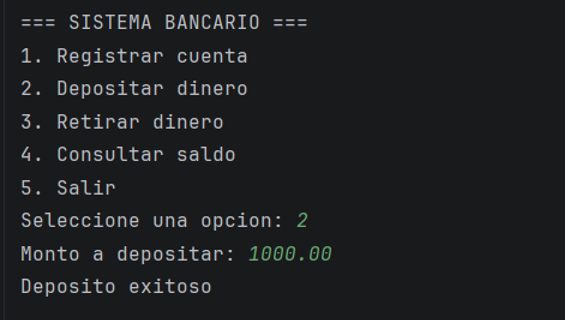 === SISTEMA BANCARIO ===
1. Registrar cuenta
2. Depositar dinero
3. Retirar dinero
4. Consultar saldo
5. Salir
Seleccione una opcion: 2
Monto a depositar: 1000.00
Deposito exitoso